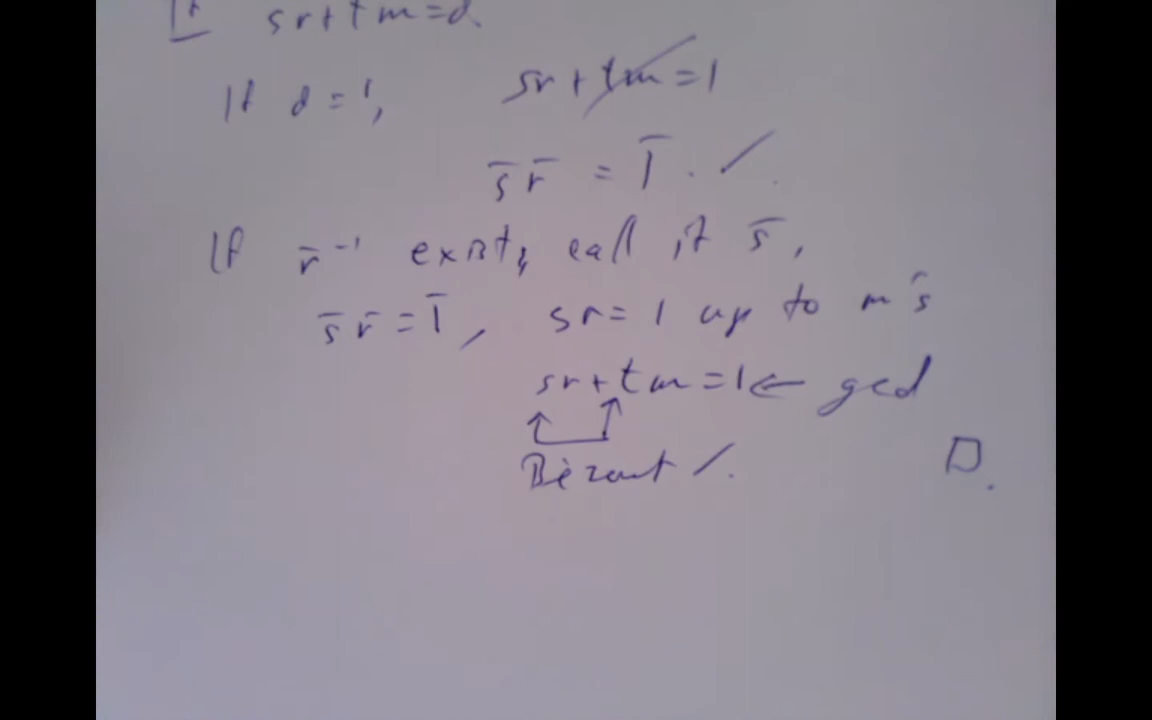 sr + tm = d
If d = 1, sr + tm = 1
s̄ r̄ = 1̄. ✓.
If r̄⁻¹ exists, call it s̄,
s̄ r̄ = 1̄, sr = 1 up to m's
sr + tm = 1 ← gcd
Bézout ✓. □.